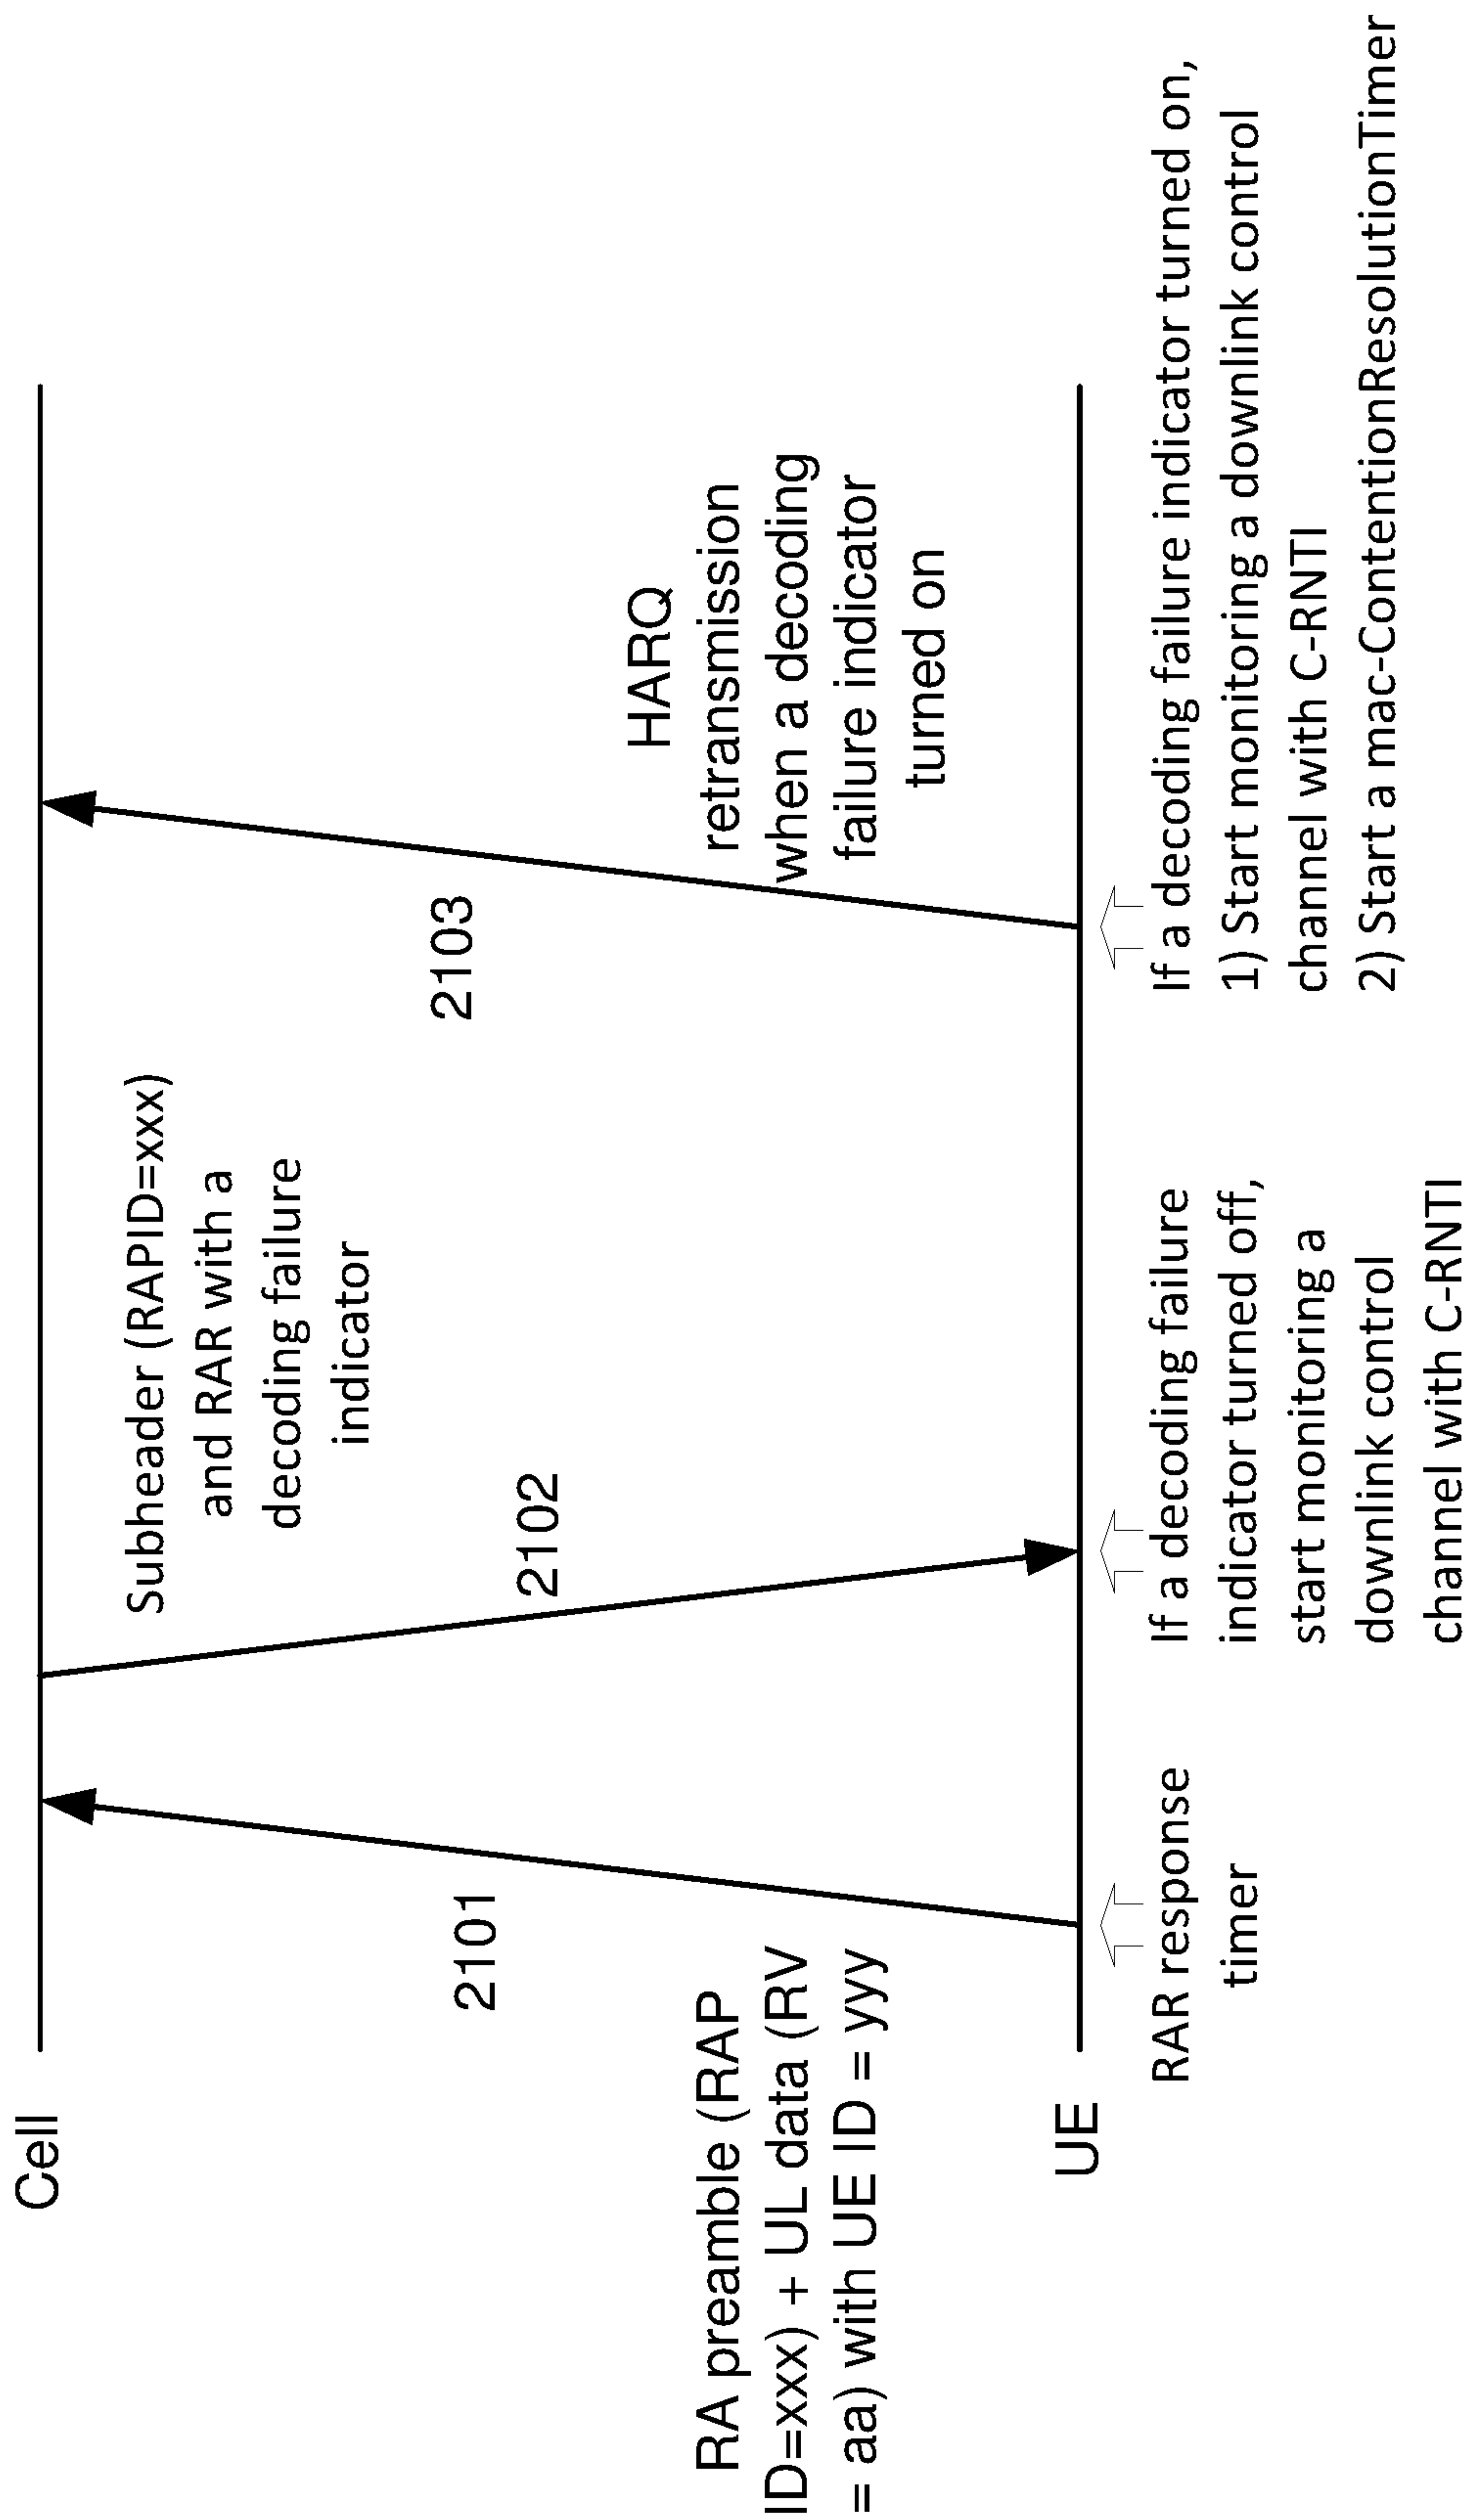 Cell
2101
RA preamble (RAP
ID=xxx) + UL data (RV
= aa) with UE ID = yyy
Subheader (RAPID=xxx)
and RAR with a
decoding failure
indicator
2102
2103
HARQ
retransmission
when a decoding
failure indicator
turned on
UE
RAR response
timer
If a decoding failure
indicator turned off,
start monitoring a
downlink control
channel with C-RNTI
If a decoding failure indicator turned on,
1) Start monitoring a downlink control
channel with C-RNTI
2) Start a mac-ContentionResolutionTimer